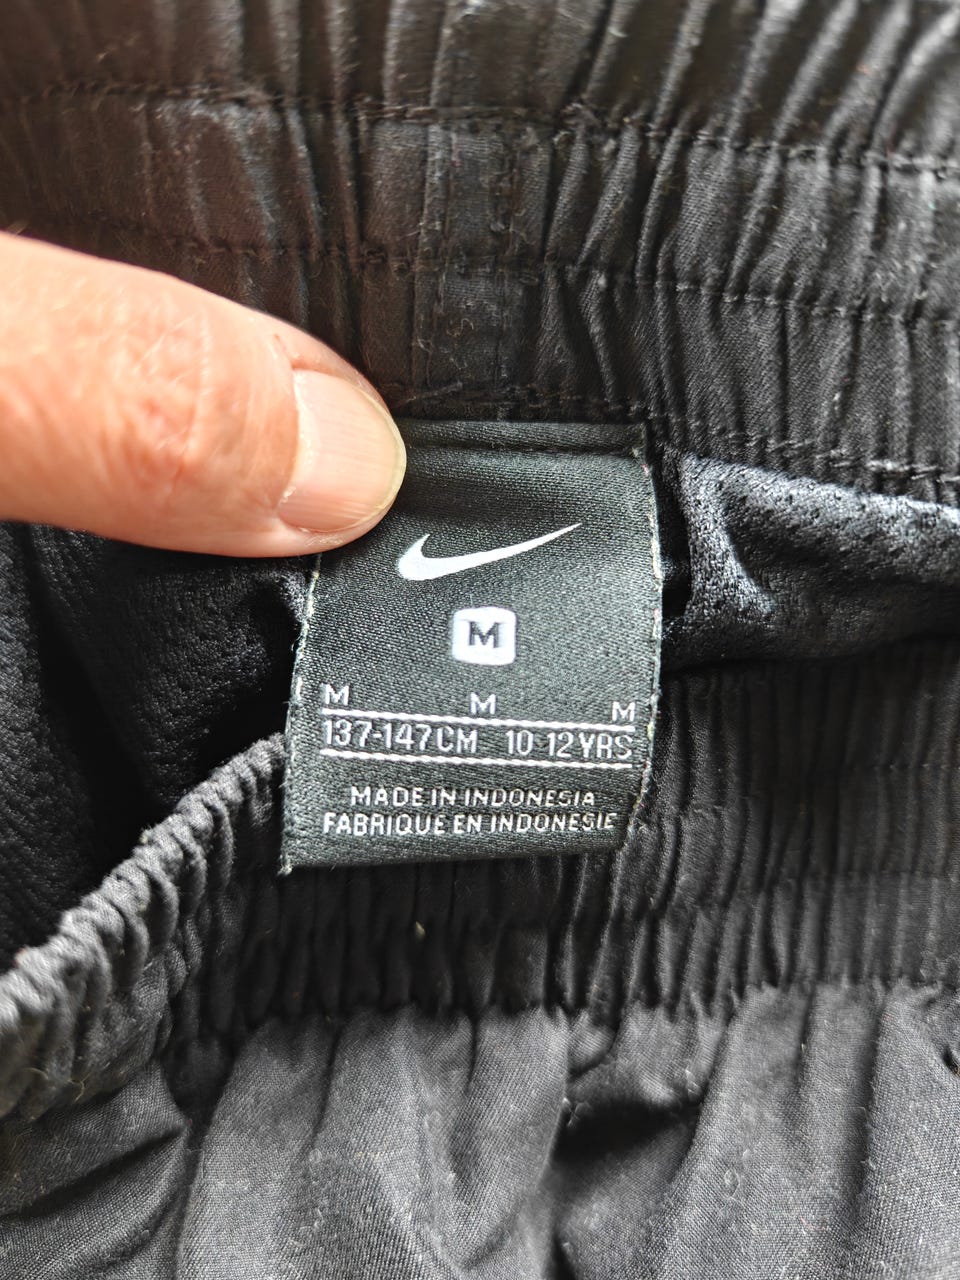 M
M M M
137-147CM 10-12YRS
MADE IN INDONESIA
FABRIQUE EN INDONESIE